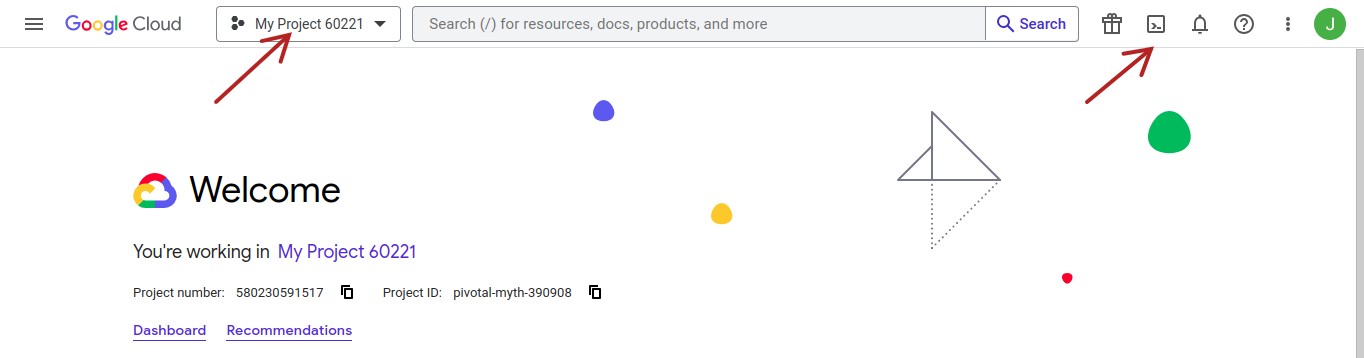 Google Cloud My Project 60221 Search (/) for resources, docs, products, and more Search J
Welcome
You're working in My Project 60221
Project number: 580230591517 Project ID: pivotal-myth-390908
Dashboard Recommendations